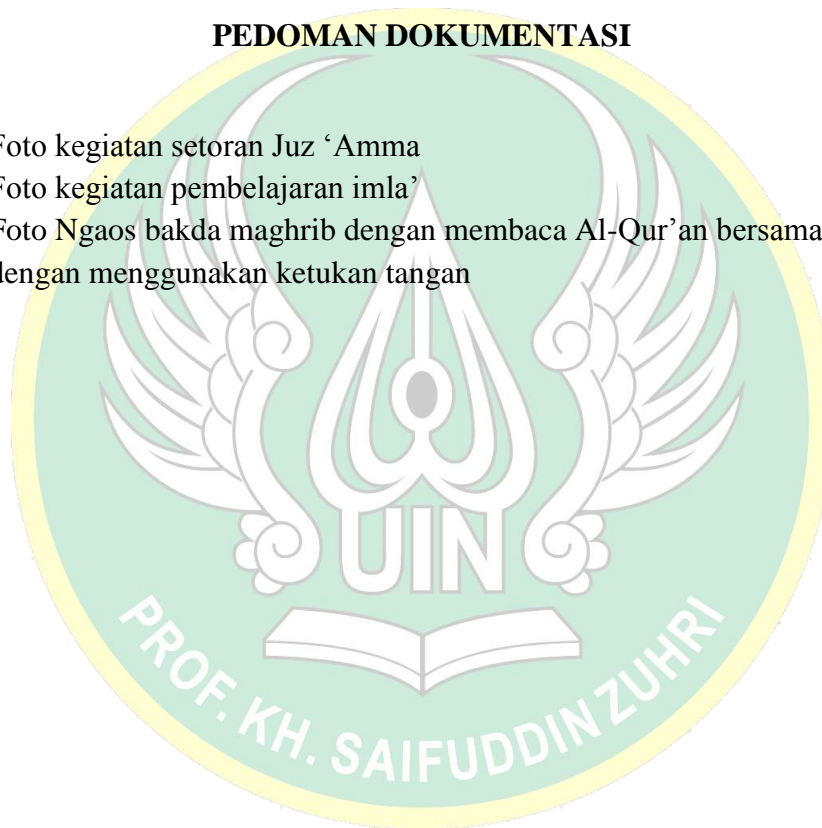 PEDOMAN DOKUMENTASI
Foto kegiatan setoran Juz ‘Amma
Foto kegiatan pembelajaran imla’
Foto Ngaos bakda maghrib dengan membaca Al-Qur’an bersama
dengan menggunakan ketukan tangan
UIN
PROF. KH. SAIFUDDIN ZUHRI